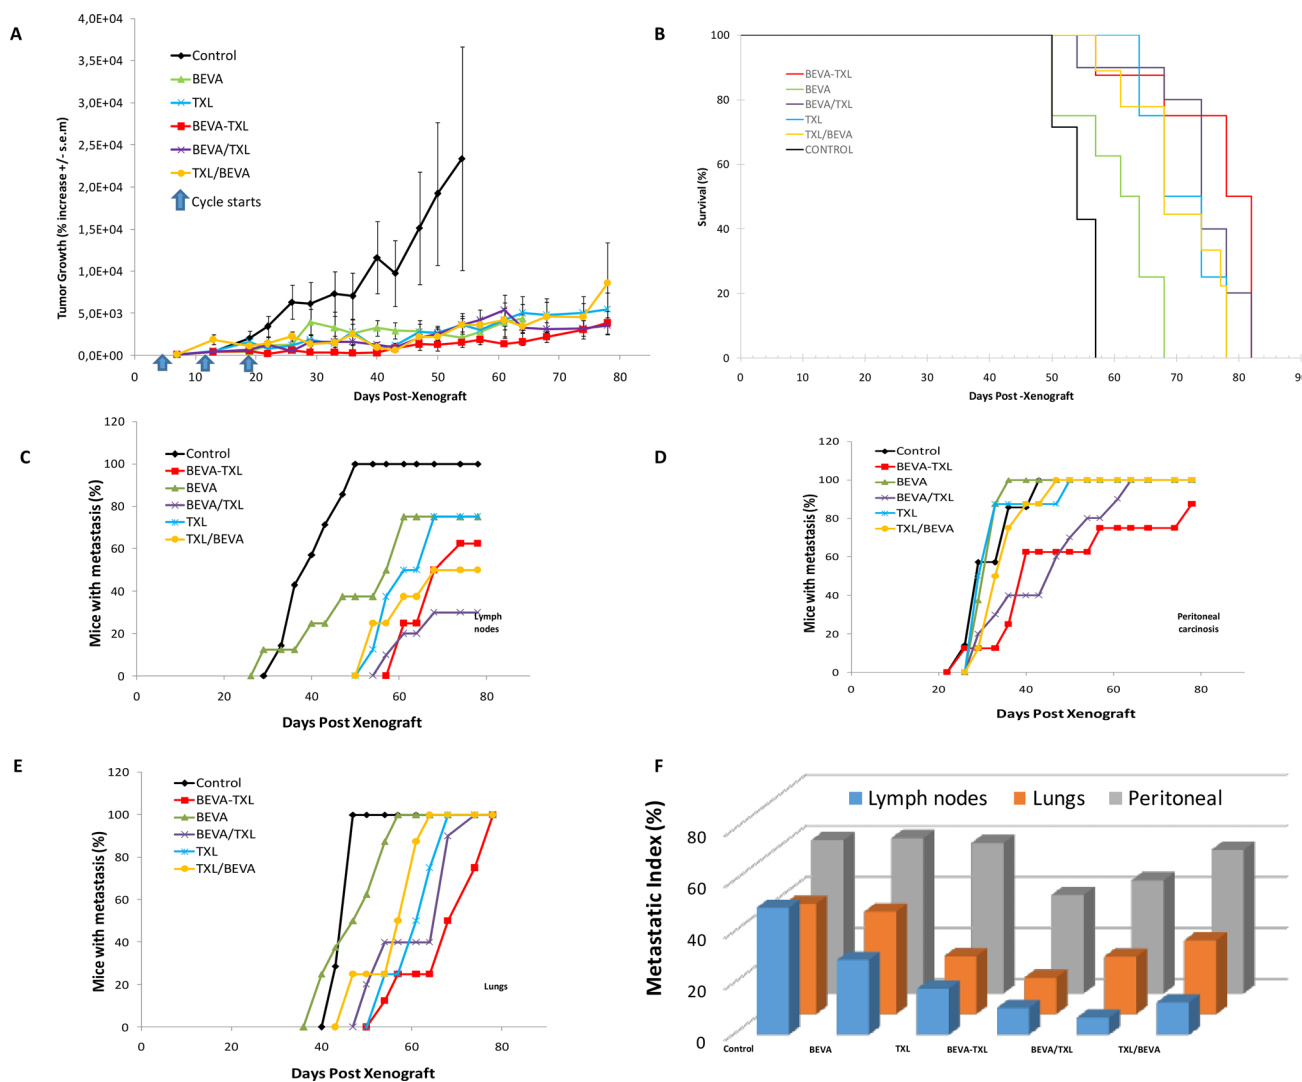 A
4,0E+04
3,5E+04
3,0E+04
2,5E+04
2,0E+04
1,5E+04
1,0E+04
5,0E+03
0,0E+00
Tumor Growth (% increase +/- s.e.m)
Control
BEVA
TXL
BEVA-TXL
BEVA/TXL
TXL/BEVA
Cycle starts
0 10 20 30 40 50 60 70 80
Days Post-Xenograft
B
100
80
60
40
20
0
Survival (%)
BEVA-TXL
BEVA
BEVA/TXL
TXL
TXL/BEVA
CONTROL
0 10 20 30 40 50 60 70 80 90
Days Post -Xenograft
C
120
100
80
60
40
20
0
Mice with metastasis (%)
Control
BEVA-TXL
BEVA
BEVA/TXL
TXL
TXL/BEVA
Lymph
nodes
0 20 40 60 80
Days Post Xenograft
D
120
100
80
60
40
20
0
Mice with metastasis (%)
Control
BEVA-TXL
BEVA
BEVA/TXL
TXL
TXL/BEVA
Peritoneal
carcinosis
0 20 40 60 80
Days Post Xenograft
E
120
100
80
60
40
20
0
Mice with metastasis (%)
Control
BEVA-TXL
BEVA
BEVA/TXL
TXL
TXL/BEVA
Lungs
0 20 40 60 80
Days Post Xenograft
F
Lymph nodes Lungs Peritoneal
80
60
40
20
0
Metastatic Index (%)
Control BEVA TXL BEVA-TXL BEVA/TXL TXL/BEVA